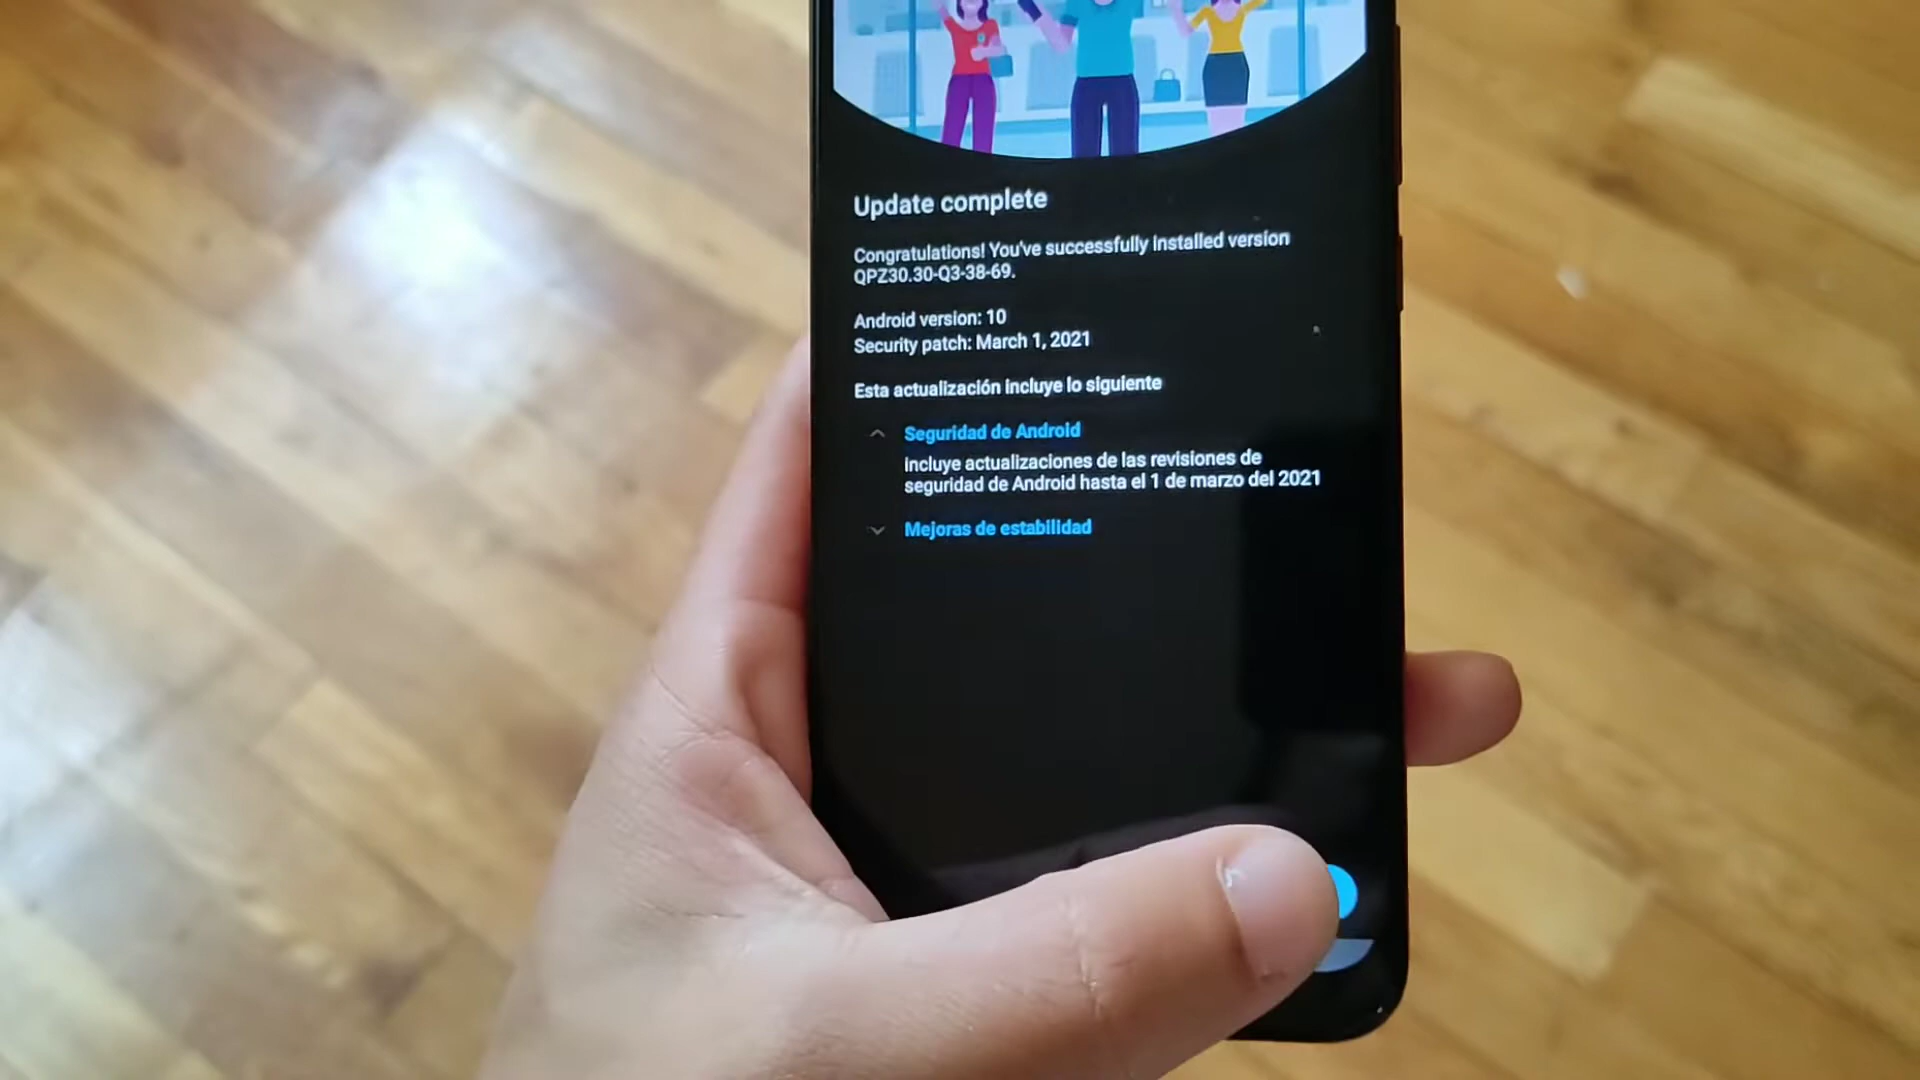 Update complete
Congratulations! You've successfully installed version
QPZ30.30-Q3-38-69.
Android version: 10
Security patch: March 1, 2021
Esta actualización incluye lo siguiente
Seguridad de Android
Incluye actualizaciones de las revisiones de
seguridad de Android hasta el 1 de marzo del 2021
Mejoras de estabilidad